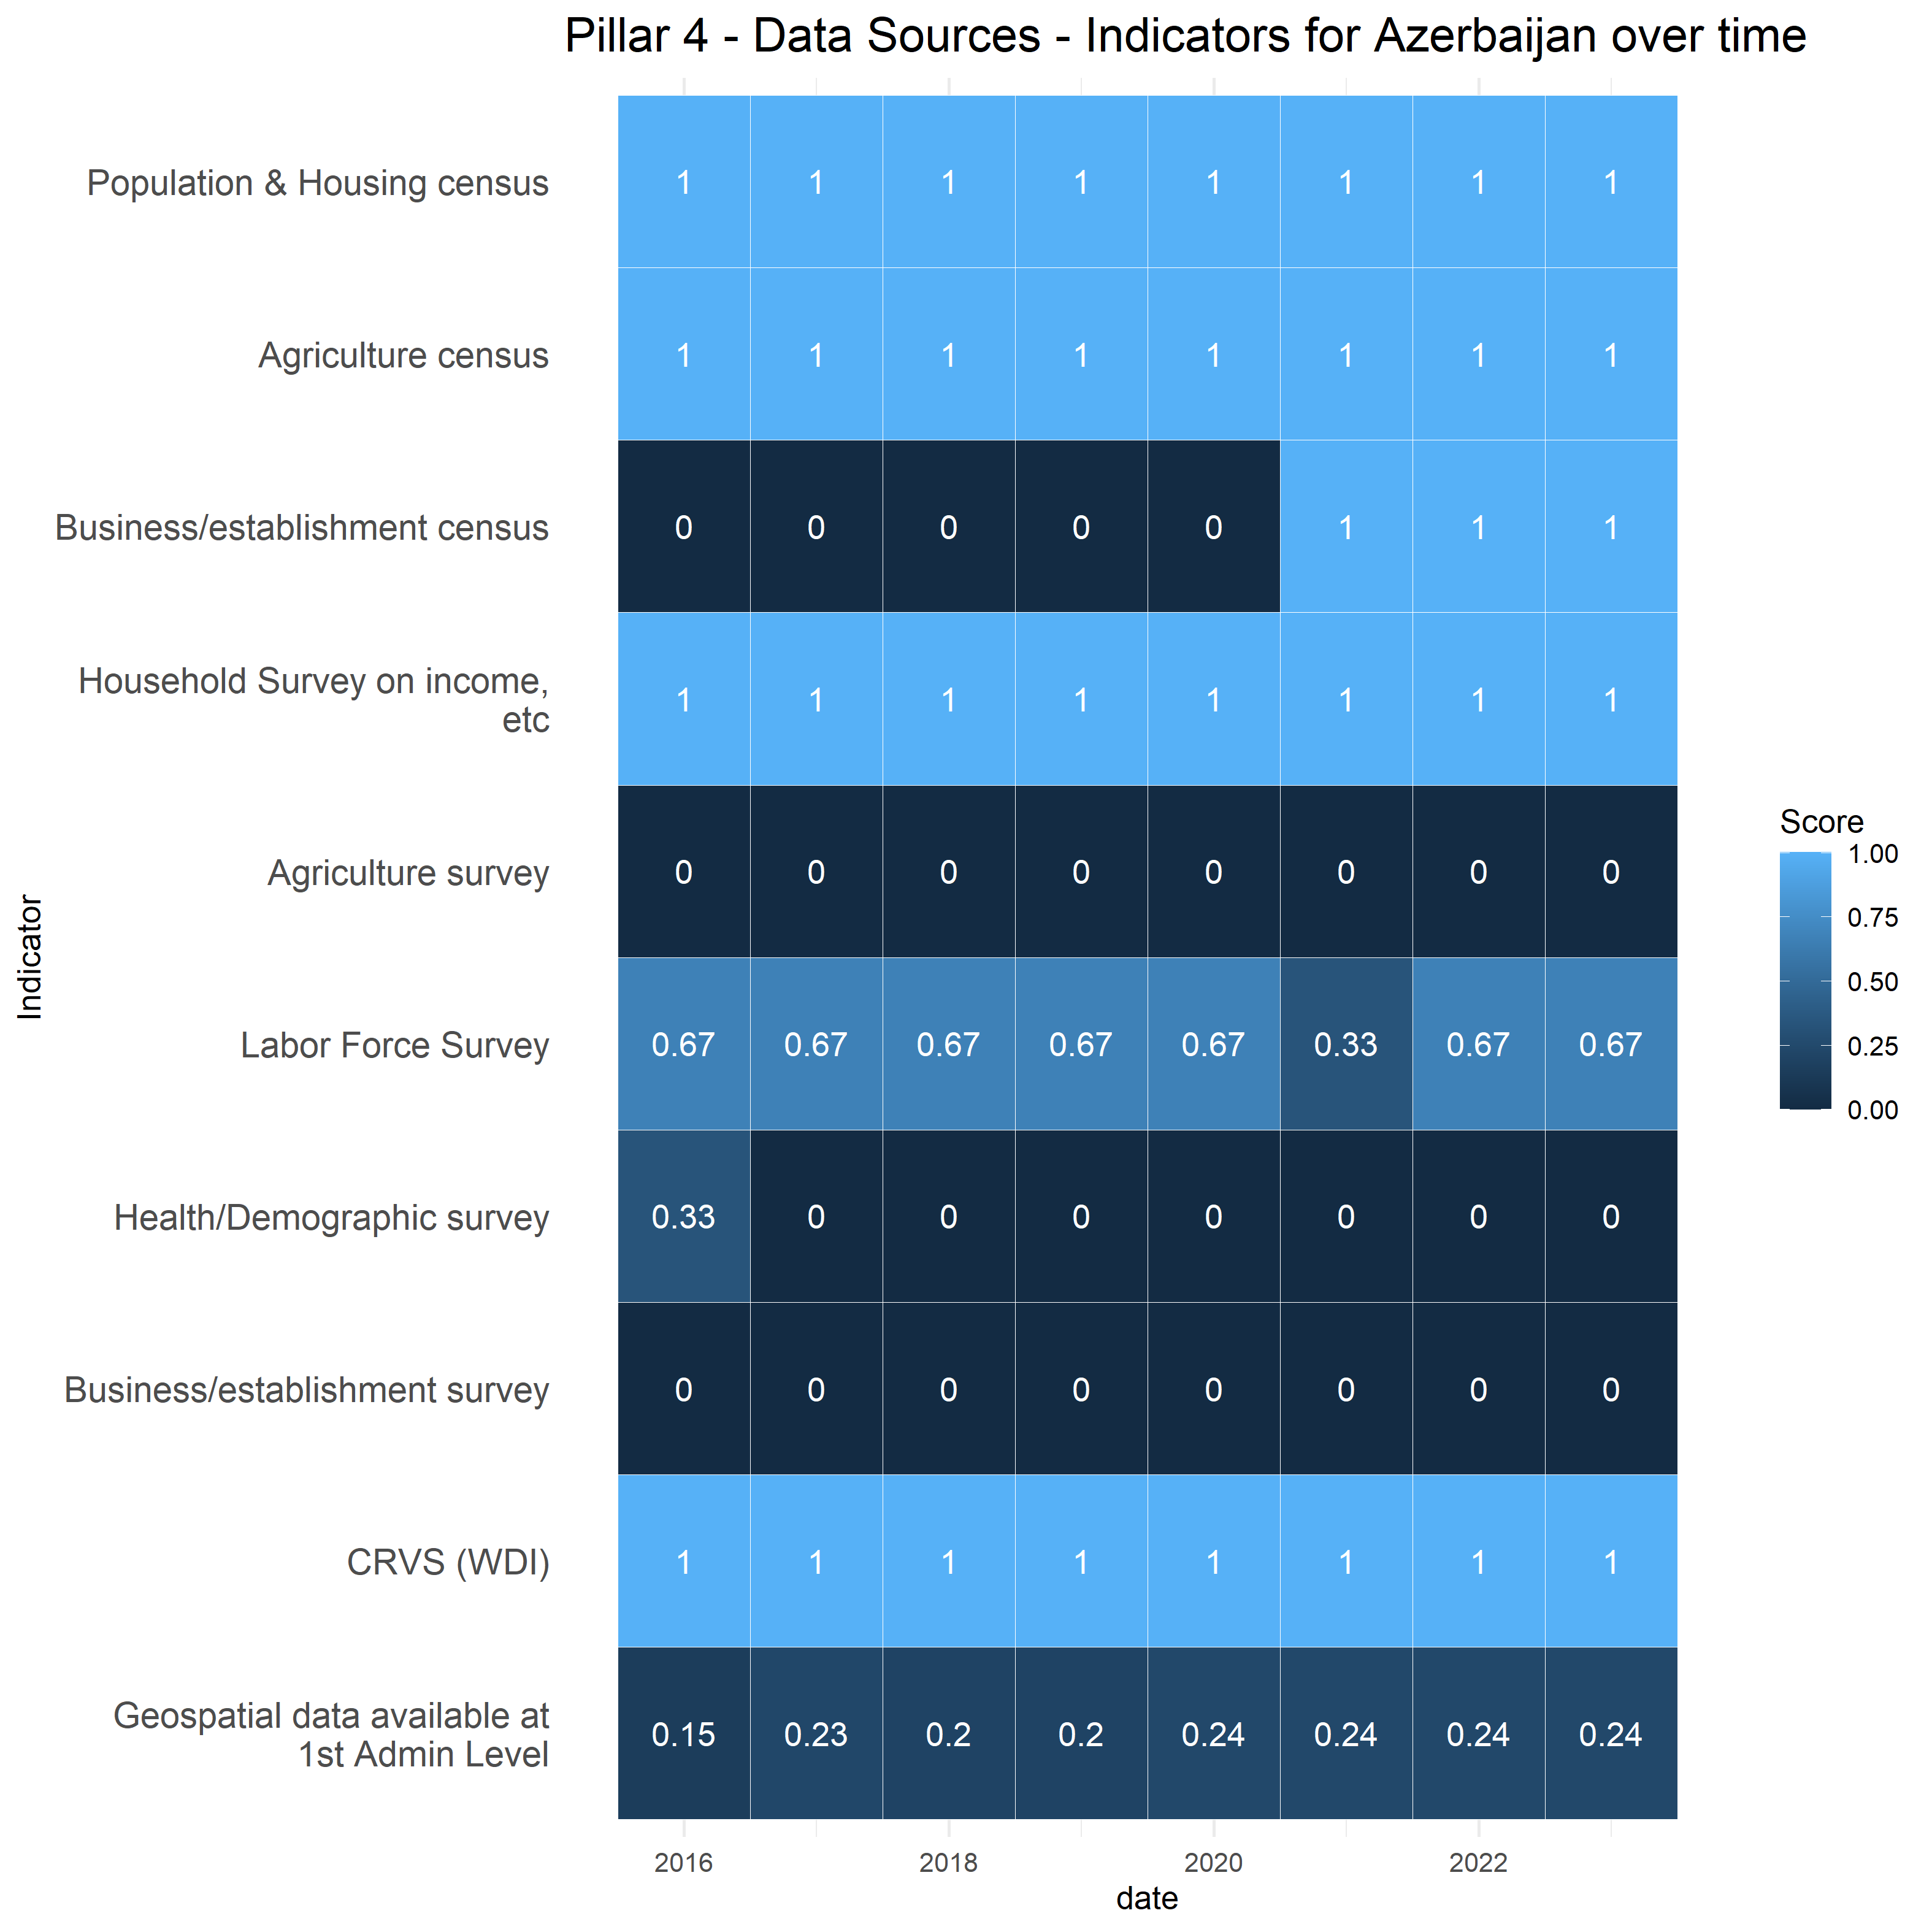 Pillar 4 - Data Sources - Indicators for Azerbaijan over time
Indicator
Population & Housing census
1 1 1 1 1 1 1 1
Agriculture census
1 1 1 1 1 1 1 1
Business/establishment census
0 0 0 0 0 1 1 1
Household Survey on income,
etc
1 1 1 1 1 1 1 1
Agriculture survey
0 0 0 0 0 0 0 0
Labor Force Survey
0.67 0.67 0.67 0.67 0.67 0.33 0.67 0.67
Health/Demographic survey
0.33 0 0 0 0 0 0 0
Business/establishment survey
0 0 0 0 0 0 0 0
CRVS (WDI)
1 1 1 1 1 1 1 1
Geospatial data available at
1st Admin Level
0.15 0.23 0.2 0.2 0.24 0.24 0.24 0.24
2016 2018 2020 2022
date
Score
1.00
0.75
0.50
0.25
0.00